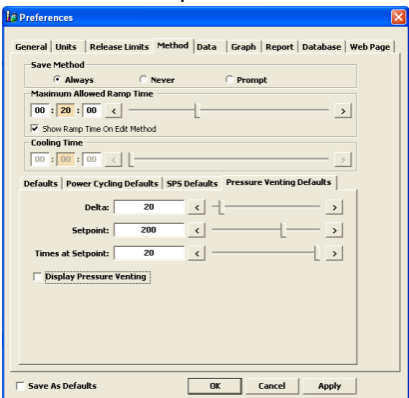 Preferences
General Units Release Limits Method Data Graph Report Database Web Page
Save Method
Always Never Prompt
Maximum Allowed Ramp Time
00 : 20 : 00 < >
Show Ramp Time On Edit Method
Cooling Time
00 : 00 : 00 < >
Defaults Power Cycling Defaults SPS Defaults Pressure Venting Defaults
Delta: 20 < >
Setpoint: 200 < >
Times at Setpoint: 20 < >
Display Pressure Venting
Save As Defaults OK Cancel Apply